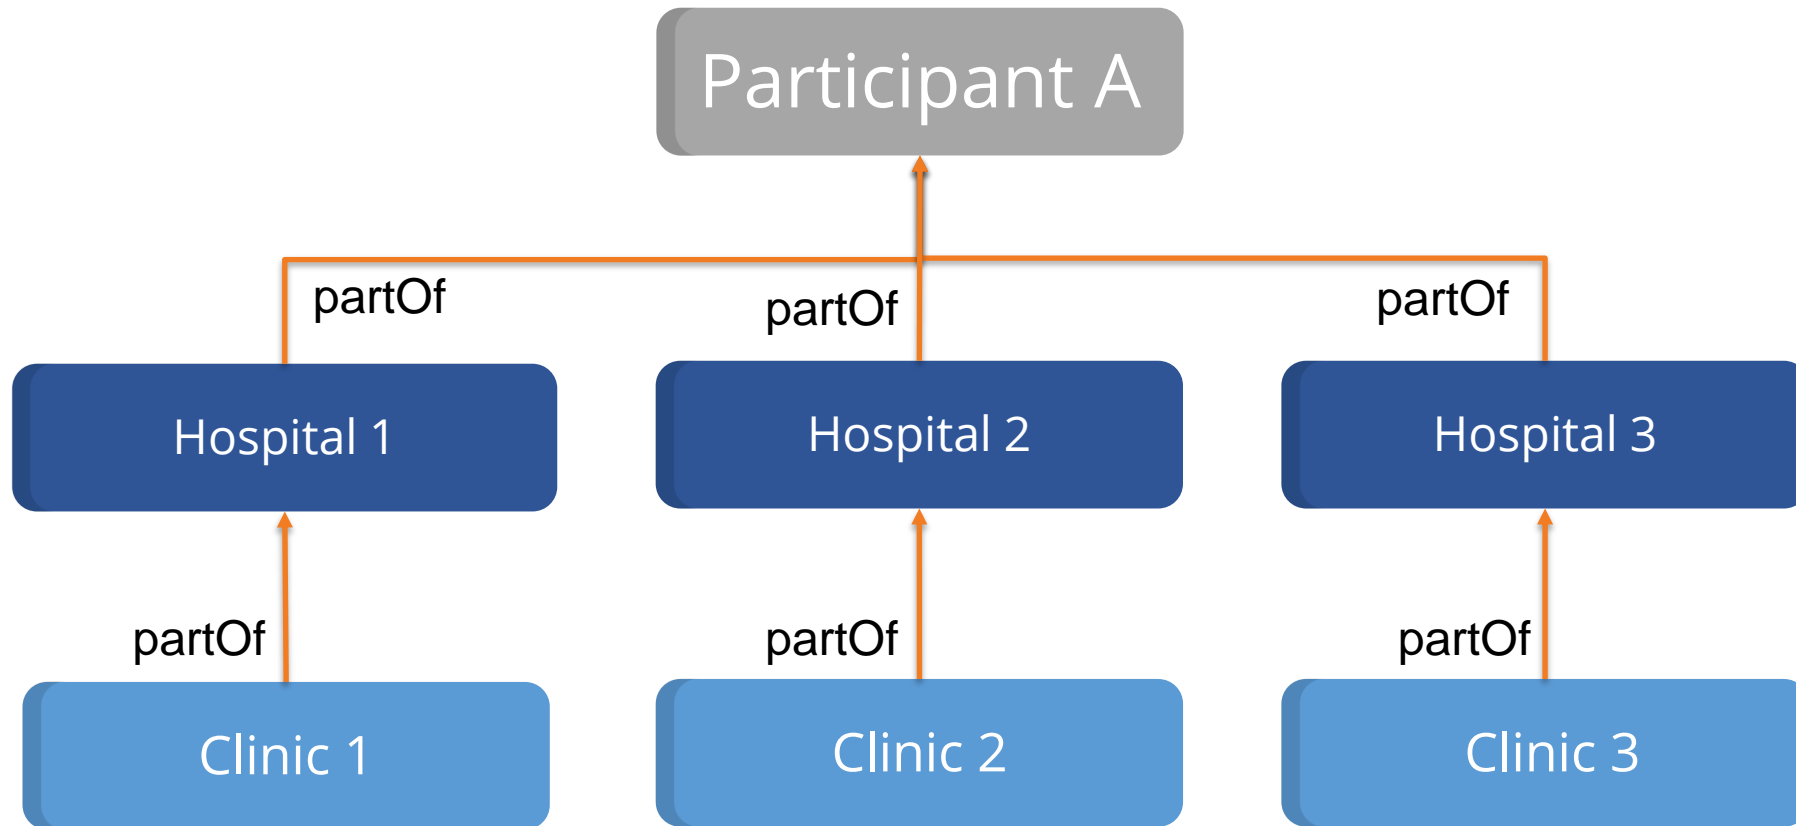 Participant A
partOf
partOf
partOf
Hospital 1
Hospital 2
Hospital 3
partOf
partOf
partOf
Clinic 1
Clinic 2
Clinic 3